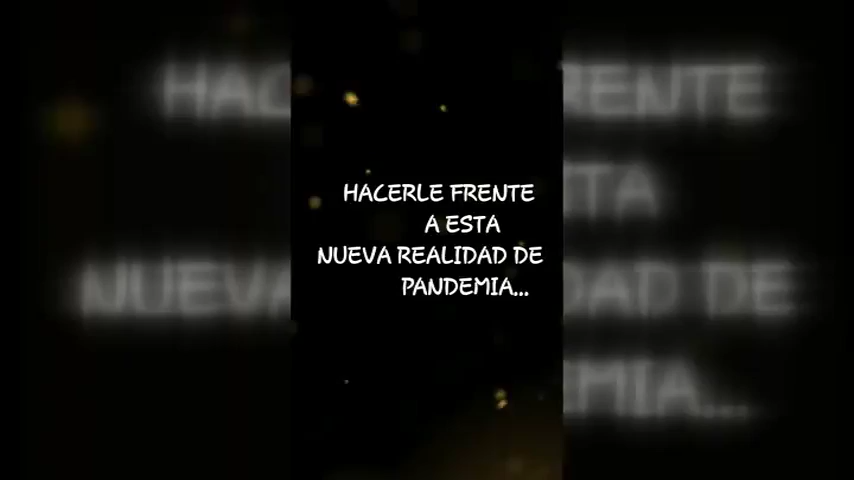 HACERLE FRENTE
A ESTA
NUEVA REALIDAD DE
PANDEMIA...